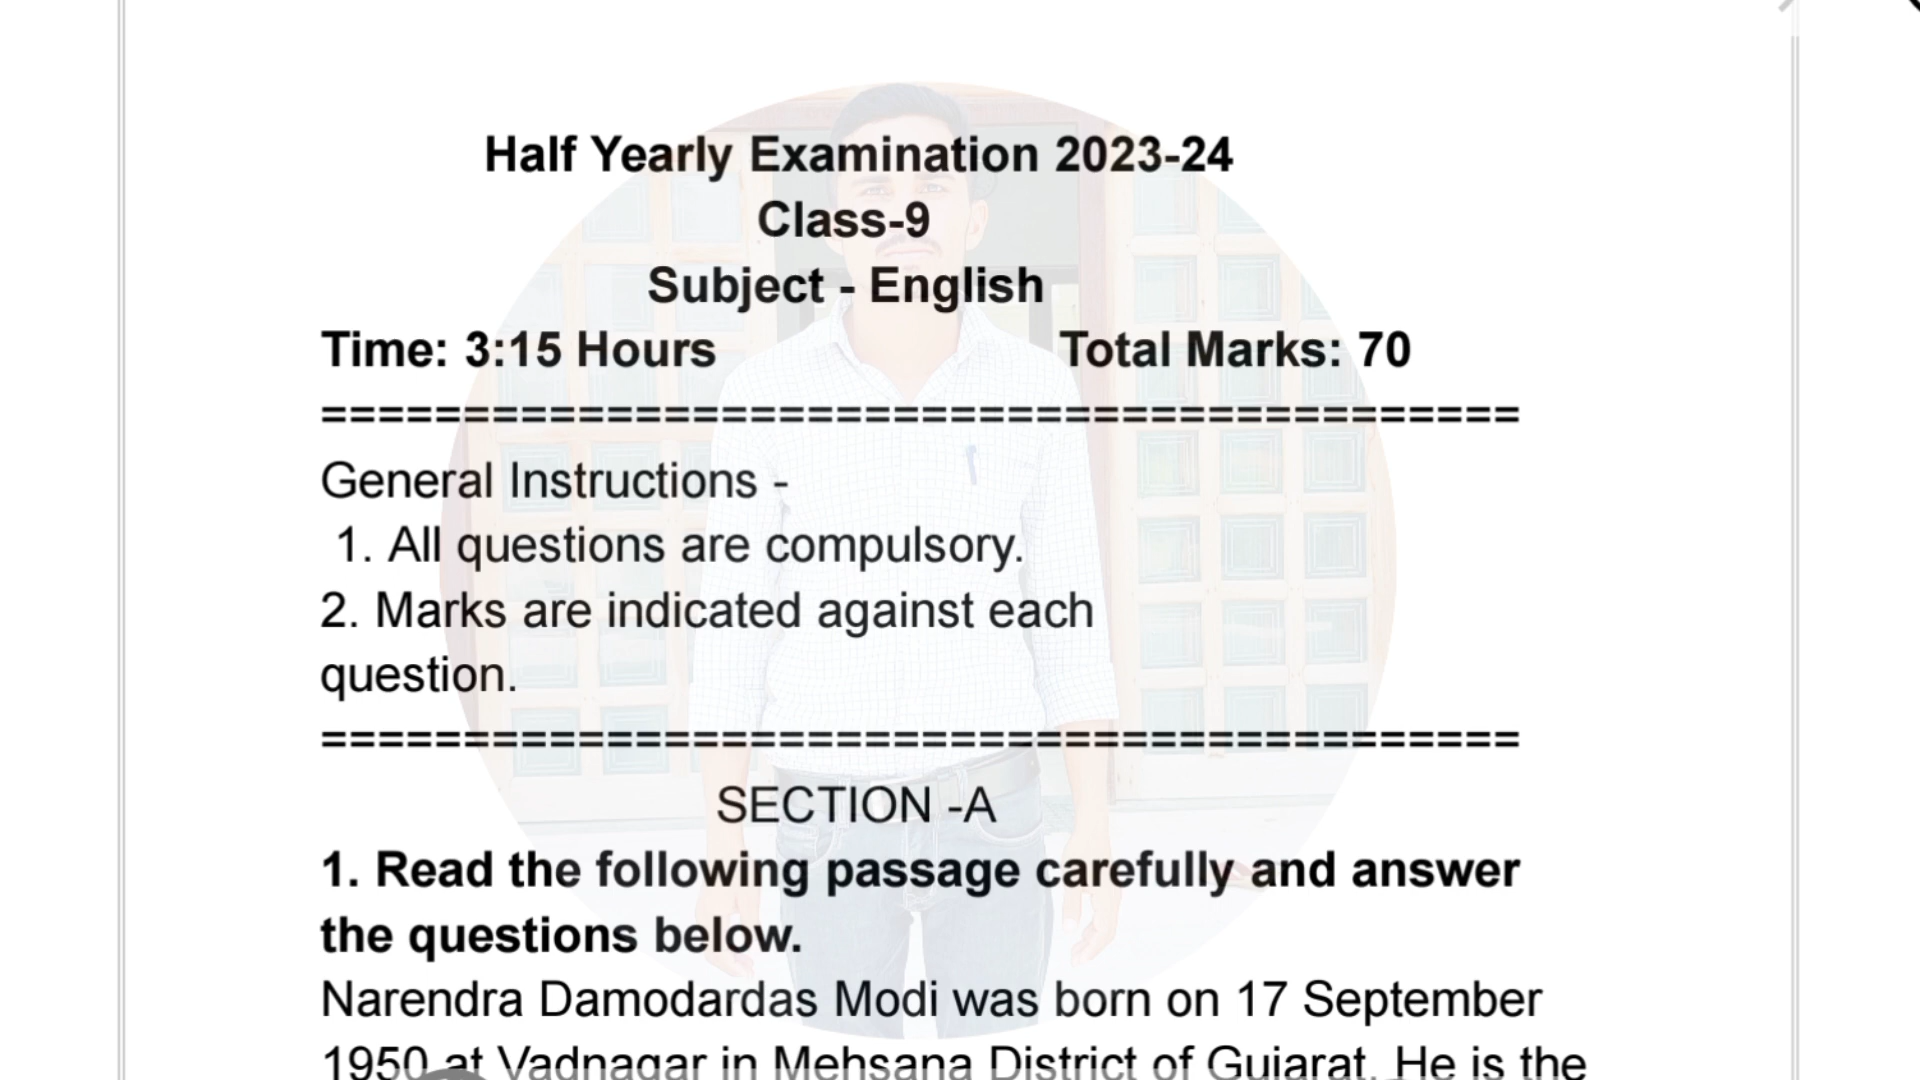 Half Yearly Examination 2023-24
Class-9
Subject - English
Time: 3:15 Hours Total Marks: 70
==========================================
General Instructions -
1. All questions are compulsory.
2. Marks are indicated against each
question.
==========================================
SECTION -A
1. Read the following passage carefully and answer
the questions below.
Narendra Damodardas Modi was born on 17 September
1950 at Vadnagar in Mehsana District of Gujarat. He is the